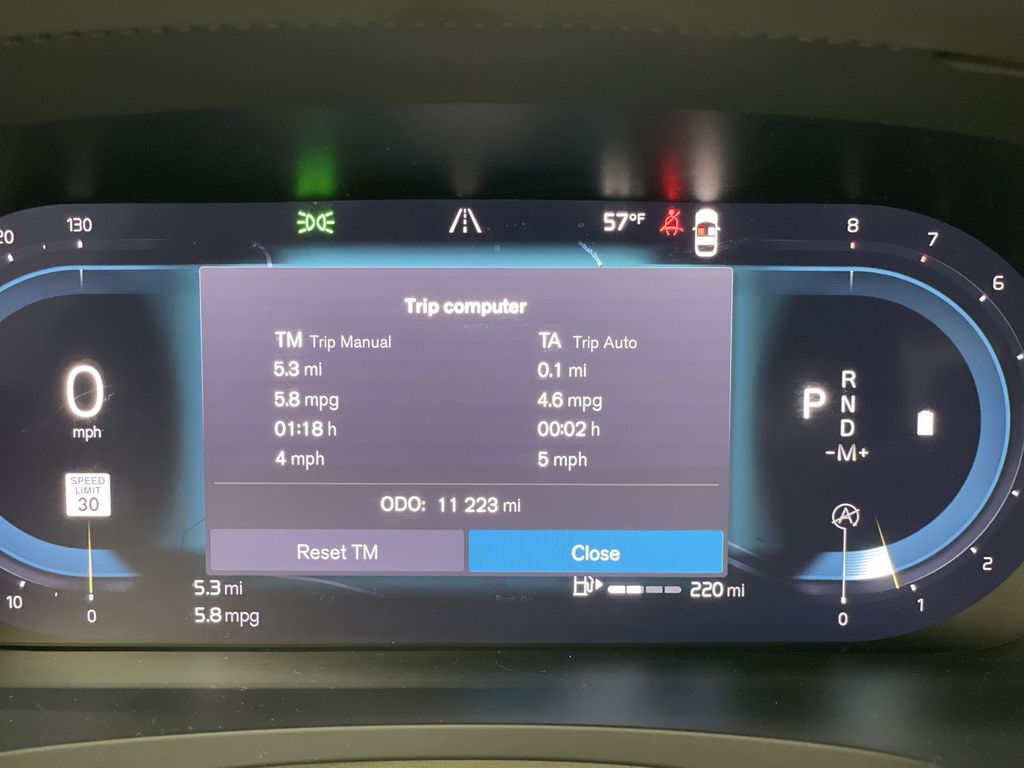 20 130
57°F
8
7
6
Trip computer
TM Trip Manual
5.3 mi
5.8 mpg
01:18 h
4 mph
TA Trip Auto
0.1 mi
4.6 mpg
00:02 h
5 mph
ODO: 11 223 mi
Reset TM
Close
0
mph
SPEED
LIMIT
30
P
R
N
D
-M+
A
10
0
5.3 mi
5.8 mpg
220 mi
2
1
0